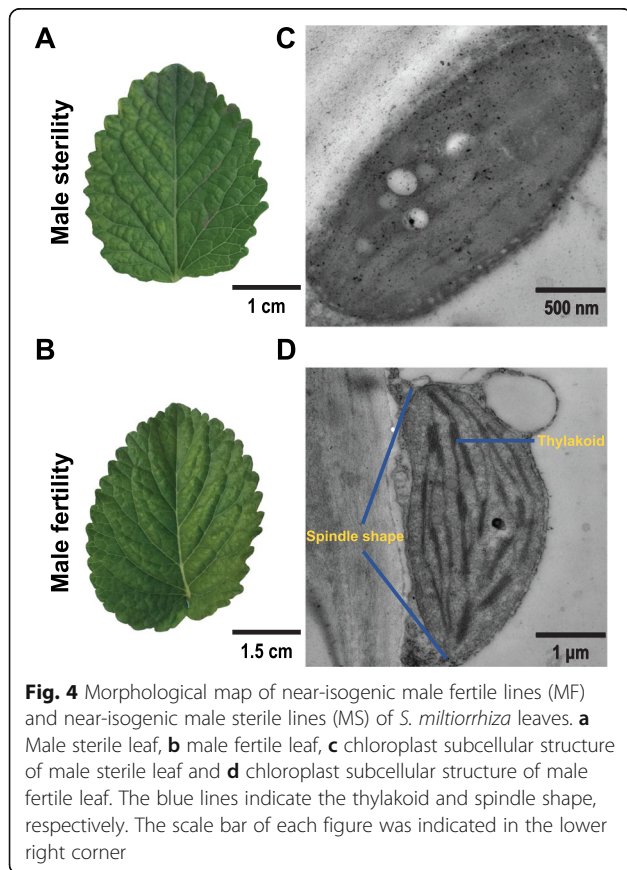 A
C
Male sterility
1 cm
500 nm
B
D
Male fertility
Thylakoid
Spindle shape
1.5 cm
1 µm
Fig. 4 Morphological map of near-isogenic male fertile lines (MF)
and near-isogenic male sterile lines (MS) of S. miltiorrhiza leaves. a
Male sterile leaf, b male fertile leaf, c chloroplast subcellular structure
of male sterile leaf and d chloroplast subcellular structure of male
fertile leaf. The blue lines indicate the thylakoid and spindle shape,
respectively. The scale bar of each figure was indicated in the lower
right corner